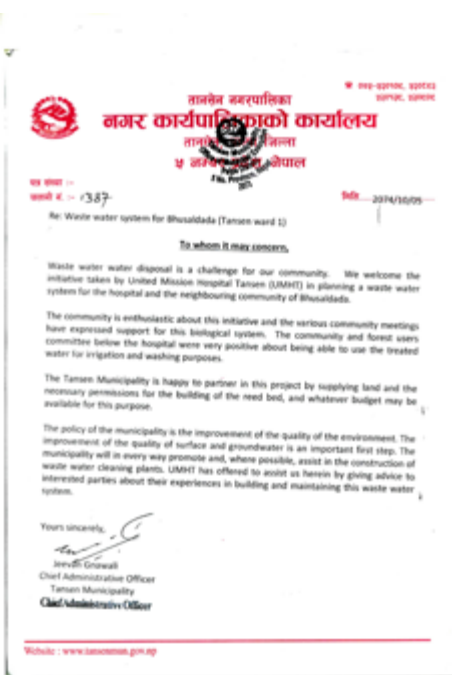 तानसेन नगरपालिका
नगर कार्यपालिकाको कार्यालय
तानसेन, जिल्ला
५ नम्बर नेपाल
पत्र संख्या :-
चलानी नं. :- 1387
मिति 2074/10/05
Re: Waste water system for Bhusaldada (Tansen ward 1)
To whom it may concern,
Waste water water disposal is a challenge for our community. We welcome the
initiative taken by United Mission Hospital Tansen (UMHT) in planning a waste water
system for the hospital and the neighbouring community of Bhusaldada.
The community is enthusiastic about this initiative and the various community meetings
have expressed support for this biological system. The community and forest users
committee below the hospital were very positive about being able to use the treated
water for irrigation and washing purposes.
The Tansen Municipality is happy to partner in this project by supplying land and the
necessary permissions for the building of the reed bed, and whatever budget may be
available for this purpose.
The policy of the municipality is the improvement of the quality of the environment. The
improvement of the quality of surface and groundwater is an important first step. The
municipality will in every way promote and, where possible, assist in the construction of
waste water cleaning plants. UMHT has offered to assist us herein by giving advice to
interested parties about their experiences in building and maintaining this waste water
system.
Yours sincerely,
Jeevan Gnawali
Chief Administrative Officer
Tansen Municipality
Chief Administrative Officer
Website : www.tansenmun.gov.np